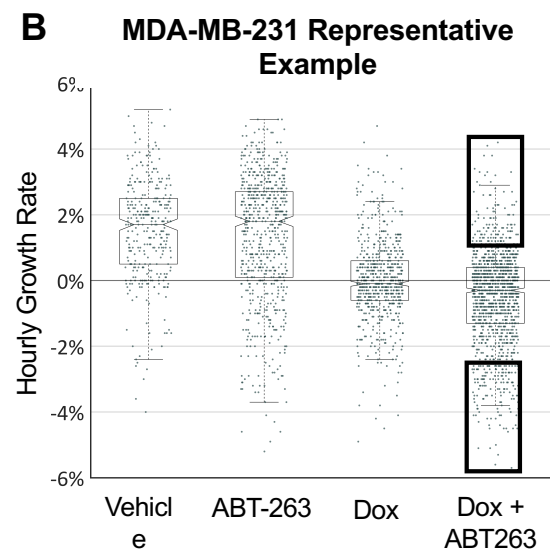 B
MDA-MB-231 Representative
Example
6%
4%
2%
0%
-2%
-4%
-6%
Hourly Growth Rate
Vehicl
e
ABT-263
Dox
Dox +
ABT263